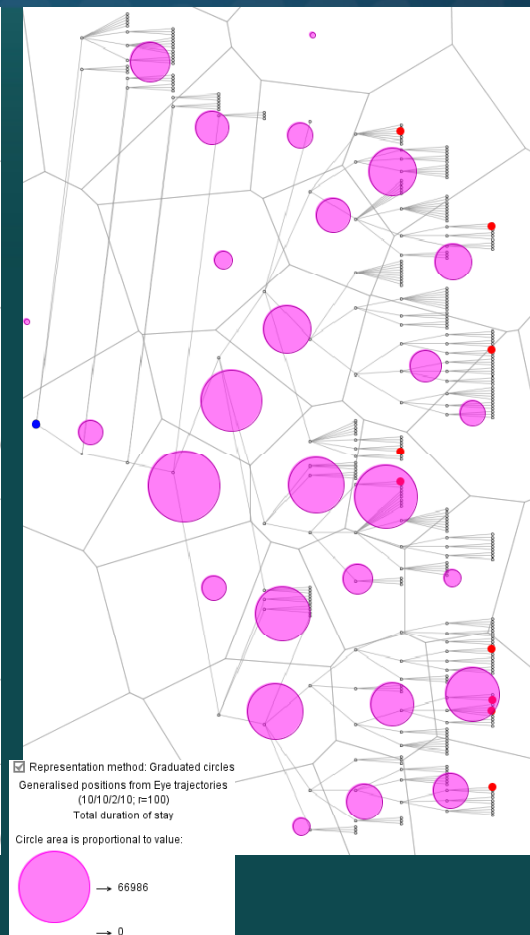 Representation method: Graduated circles
Generalised positions from Eye trajectories
(10/10/2/10; r=100)
Total duration of stay
Circle area is proportional to value:
66986
0